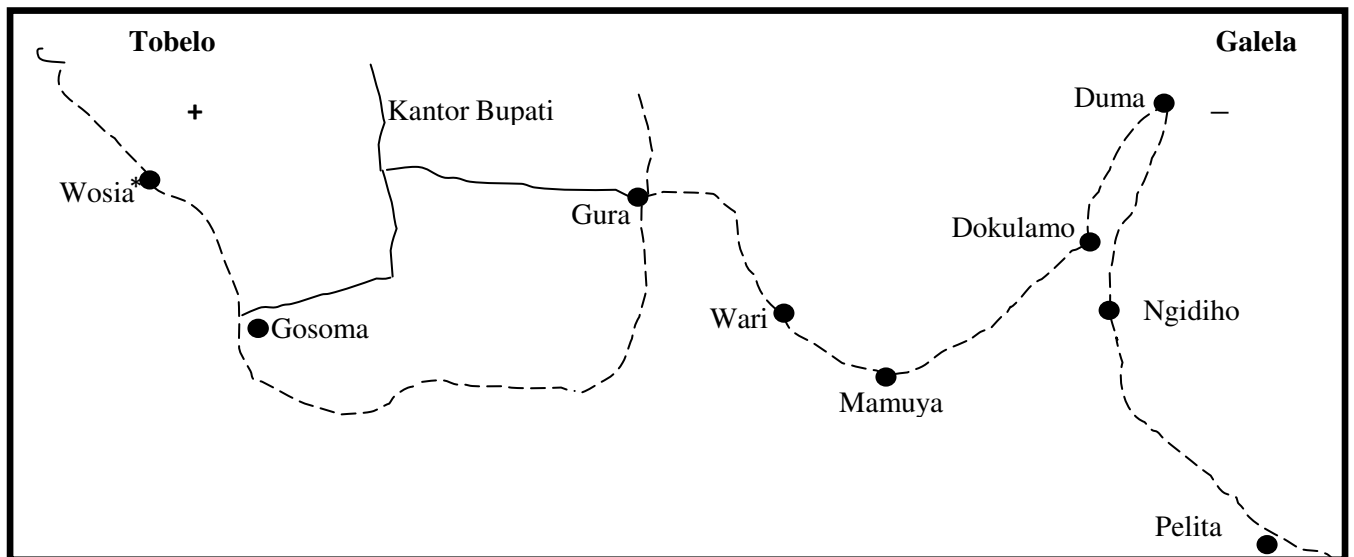 Tobelo
Galela
Duma
+
Kantor Bupati
–
Wosia*
Gura
Dokulamo
Wari
Ngidiho
Gosoma
Mamuya
Pelita